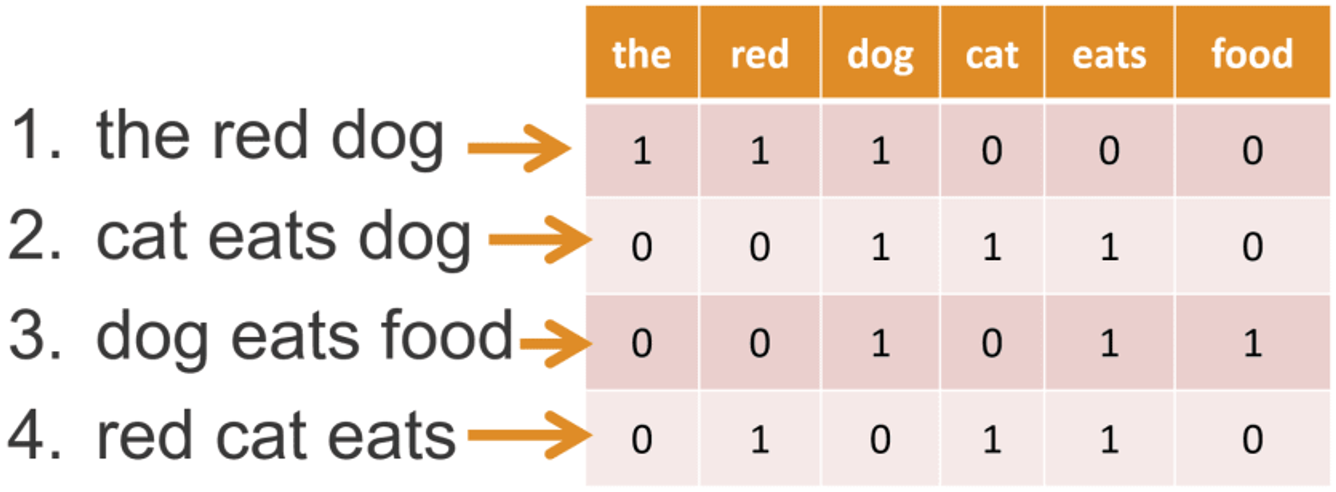 the red dog cat eats food
1. the red dog 1 1 1 0 0 0
2. cat eats dog 0 0 1 1 1 0
3. dog eats food 0 0 1 0 1 1
4. red cat eats 0 1 0 1 1 0